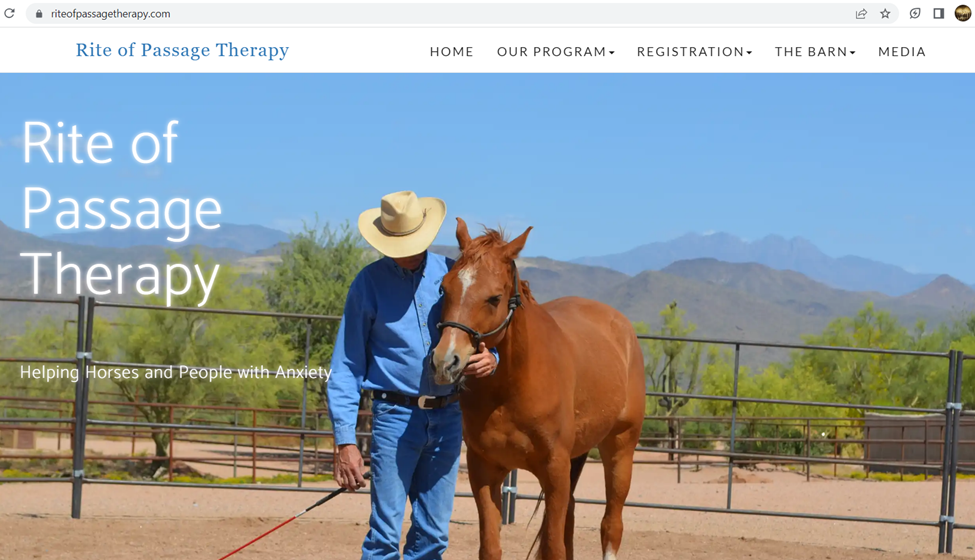 riteofpassagetherapy.com
Rite of Passage Therapy
HOME OUR PROGRAM REGISTRATION THE BARN MEDIA
Rite of
Passage
Therapy
Helping Horses and People with Anxiety